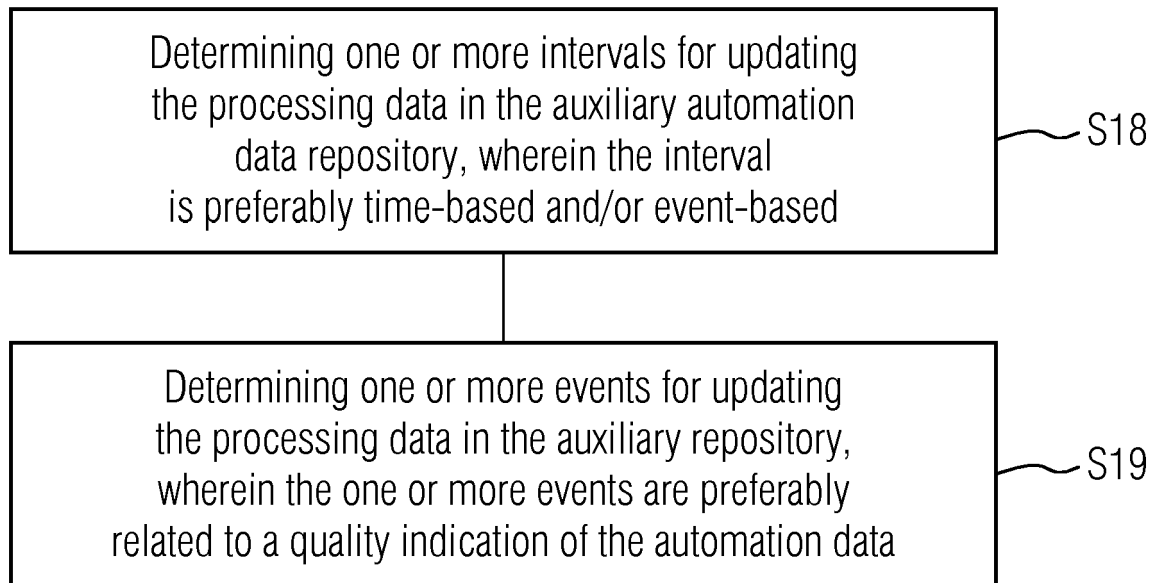 Determining one or more intervals for updating
the processing data in the auxiliary automation
data repository, wherein the interval
is preferably time-based and/or event-based
S18
Determining one or more events for updating
the processing data in the auxiliary repository,
wherein the one or more events are preferably
related to a quality indication of the automation data
S19